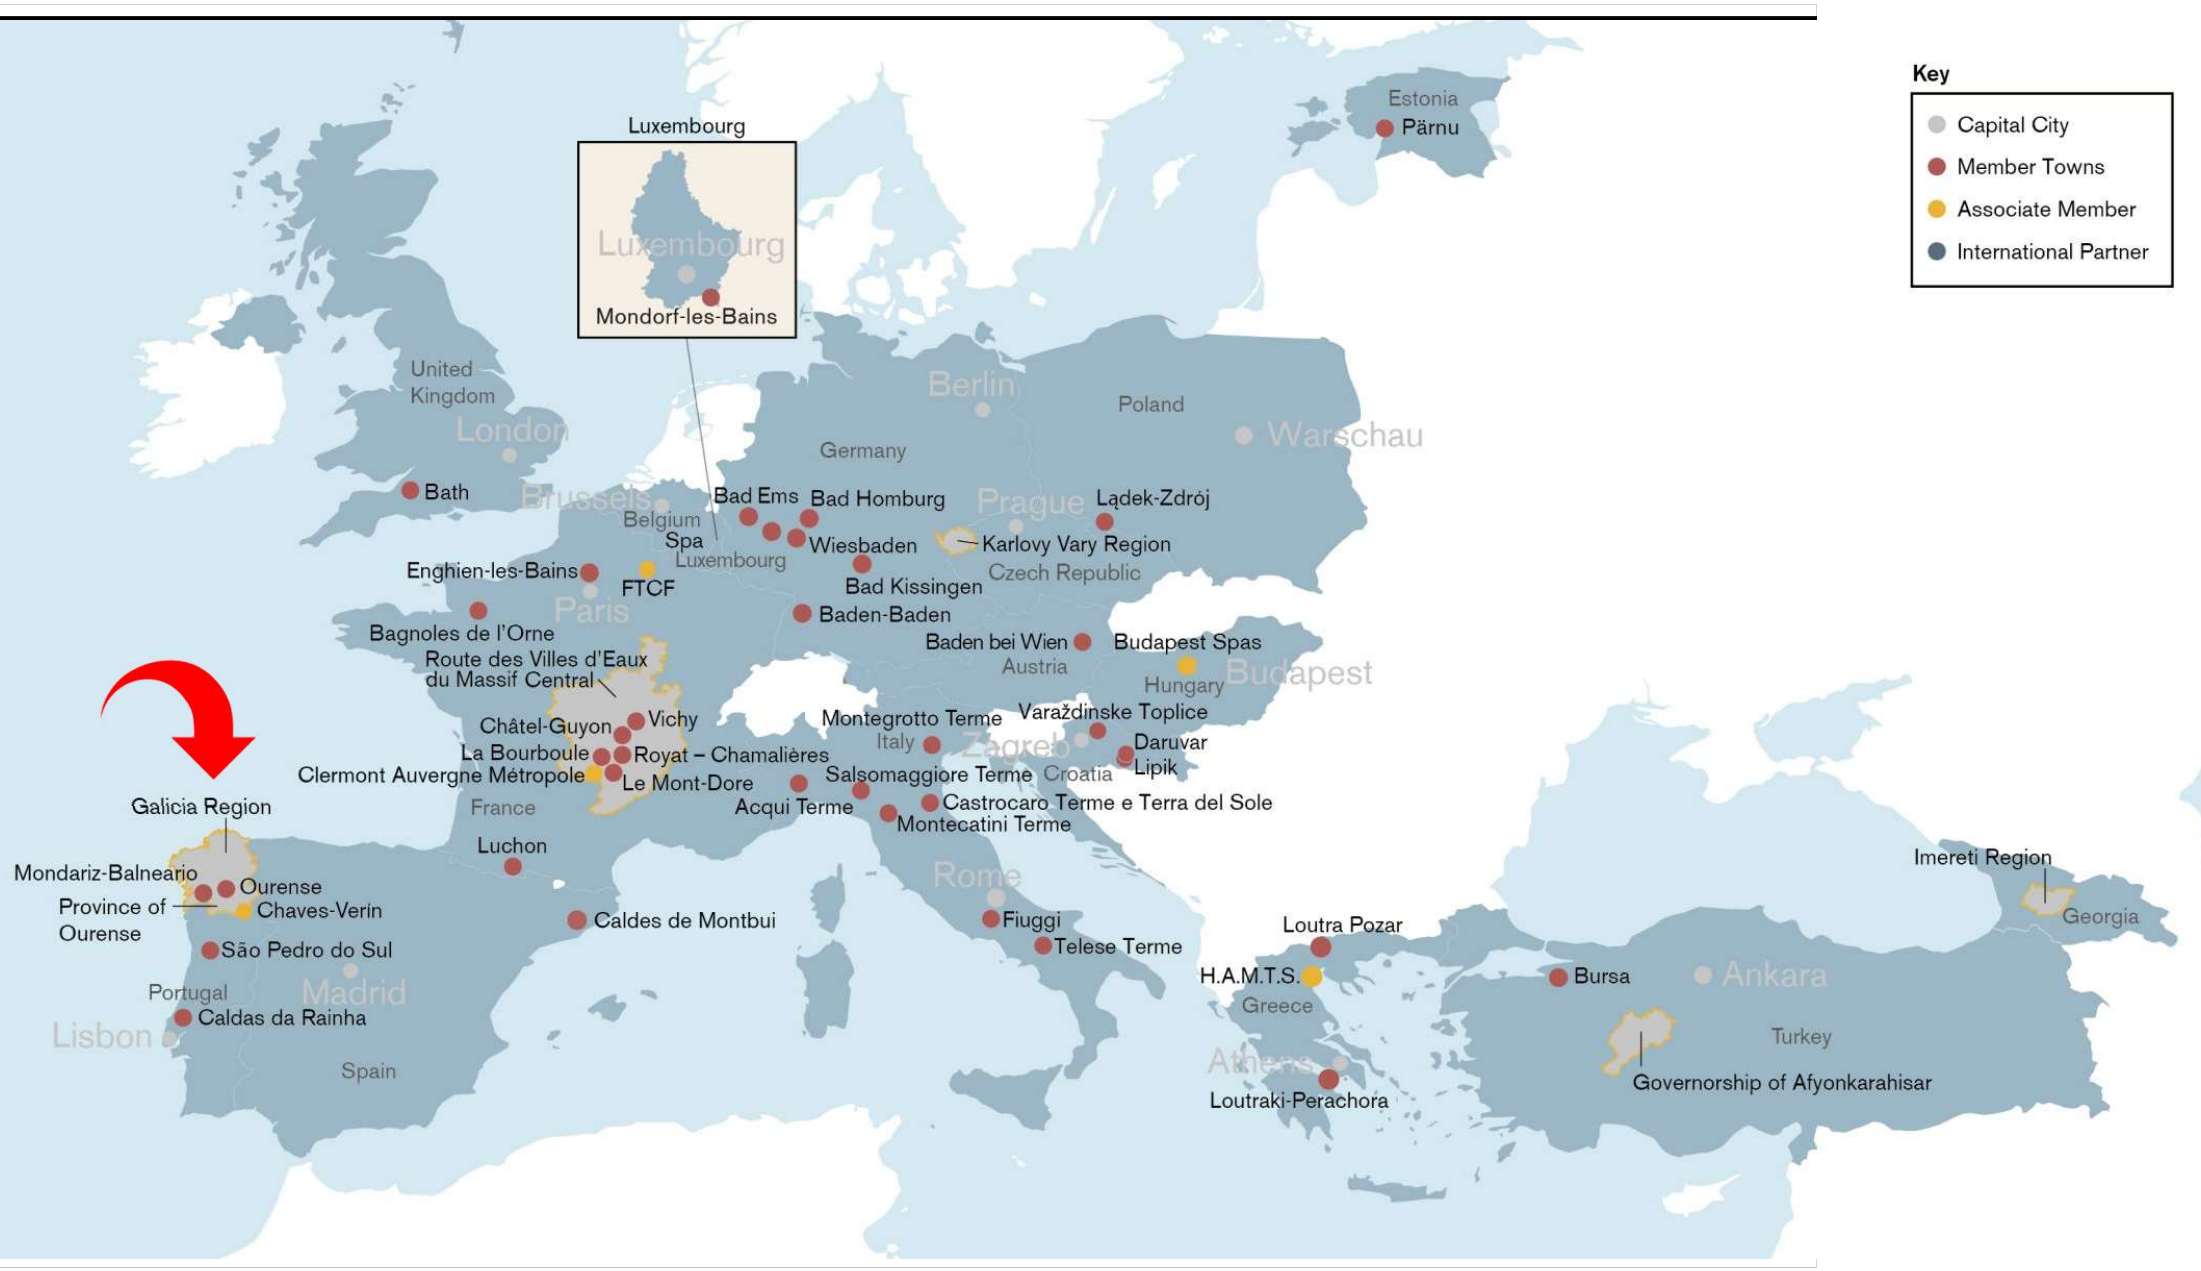 Key
Capital City
Member Towns
Associate Member
International Partner
Estonia
Pärnu
Luxembourg
Luxembourg
Mondorf-les-Bains
United
Kingdom
London
Bath
Berlin
Poland
Warschau
Germany
Brussels
Belgium
Spa
Luxembourg
Bad Ems
Bad Homburg
Wiesbaden
Bad Kissingen
Prague
Lądek-Zdrój
Karlovy Vary Region
Czech Republic
Enghien-les-Bains
FTCF
Paris
Bagnoles de l'Orne
Baden-Baden
Baden bei Wien
Austria
Budapest Spas
Budapest
Hungary
Route des Villes d'Eaux
du Massif Central
Châtel-Guyon
Vichy
La Bourboule
Royat – Chamalières
Clermont Auvergne Métropole
Le Mont-Dore
France
Montegrotto Terme
Italy
Varaždinske Toplice
Zagreb
Daruvar
Lipik
Croatia
Salsomaggiore Terme
Acqui Terme
Castrocaro Terme e Terra del Sole
Montecatini Terme
Galicia Region
Luchon
Mondariz-Balneario
Ourense
Province of
Ourense
Chaves-Verín
Caldes de Montbui
São Pedro do Sul
Portugal
Madrid
Caldas da Rainha
Lisbon
Spain
Rome
Fiuggi
Telese Terme
Loutra Pozar
H.A.M.T.S.
Greece
Athens
Loutraki-Perachora
Bursa
Ankara
Turkey
Governorship of Afyonkarahisar
Imereti Region
Georgia